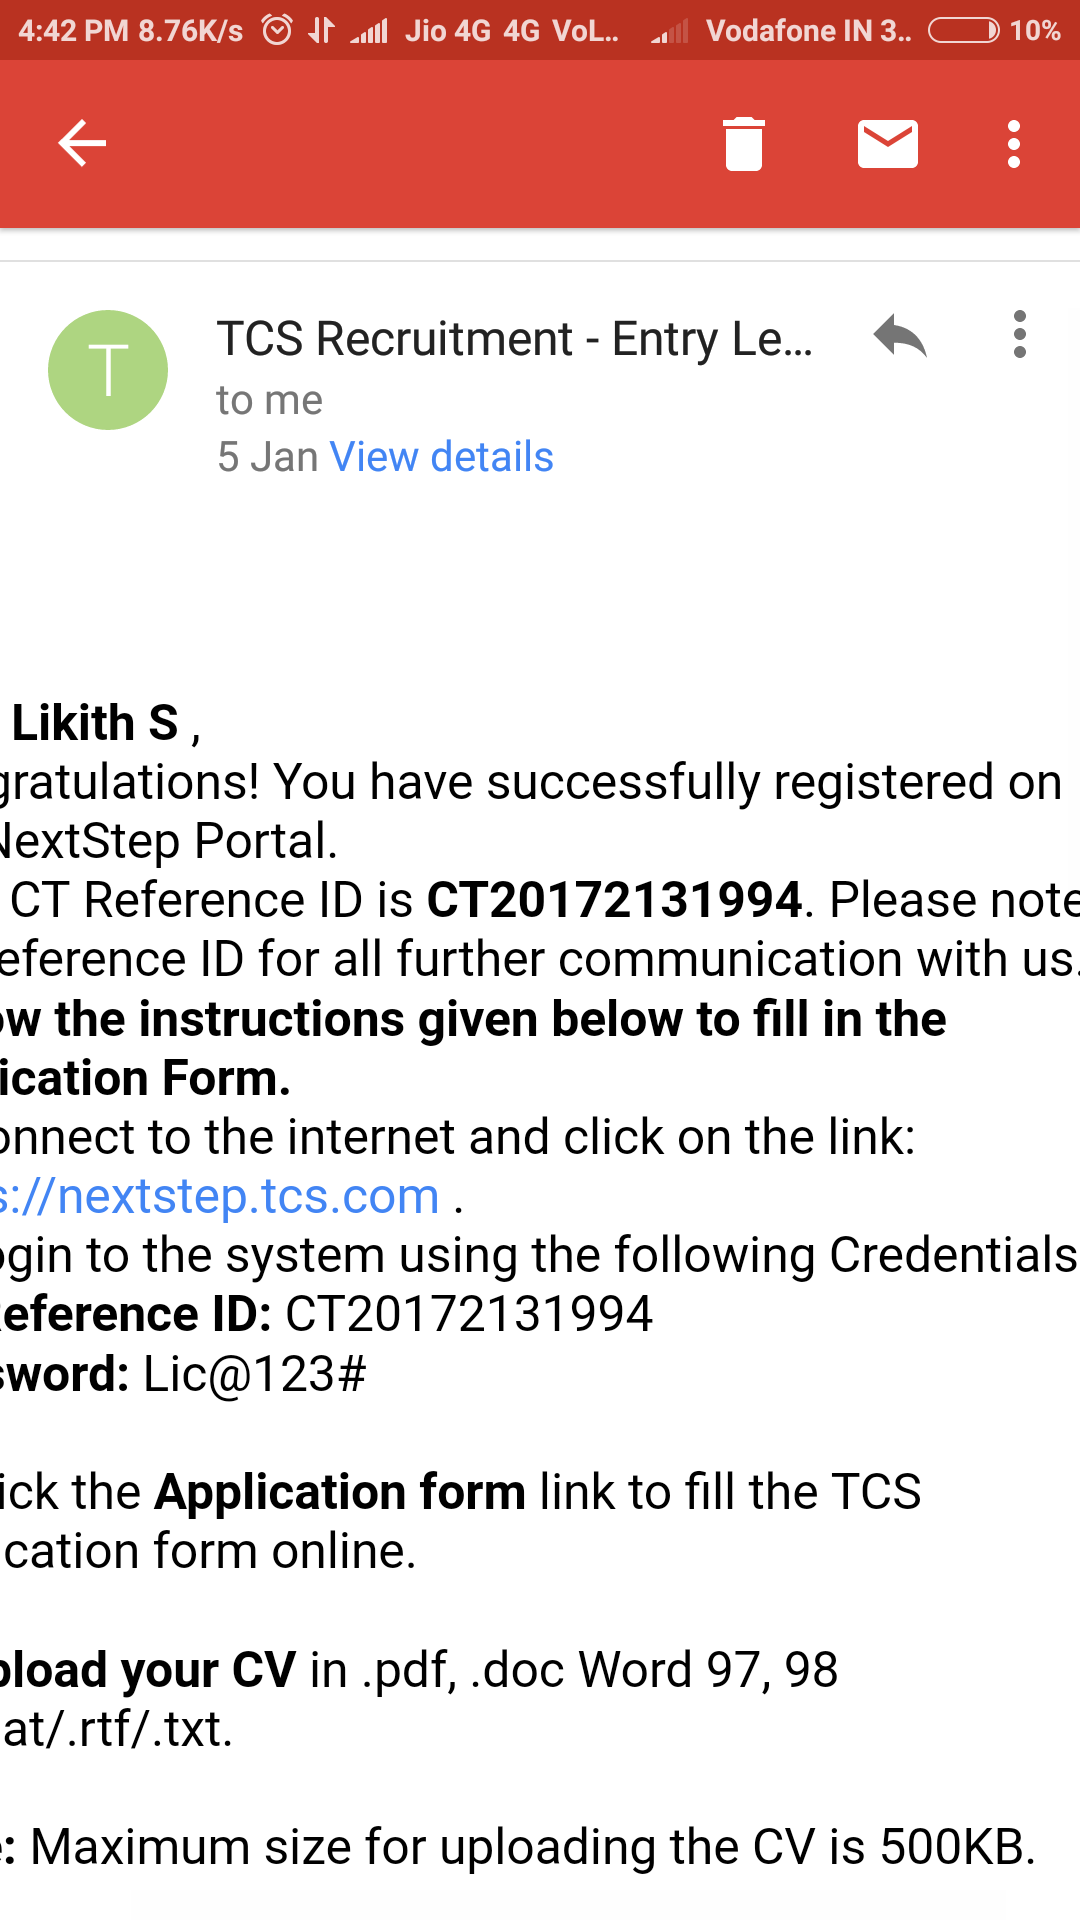 4:42 PM 8.76K/s Jio 4G 4G VoL... Vodafone IN 3.. 10%
T
TCS Recruitment - Entry Le...
to me
5 Jan View details
Likith S ,
gratulations! You have successfully registered on
NextStep Portal.
CT Reference ID is CT20172131994. Please note
eference ID for all further communication with us.
ow the instructions given below to fill in the
ication Form.
onnect to the internet and click on the link:
s://nextstep.tcs.com .
ogin to the system using the following Credentials
eference ID: CT20172131994
sword: Lic@123#
ick the Application form link to fill the TCS
cation form online.
pload your CV in .pdf, .doc Word 97, 98
at/.rtf/.txt.
e: Maximum size for uploading the CV is 500KB.